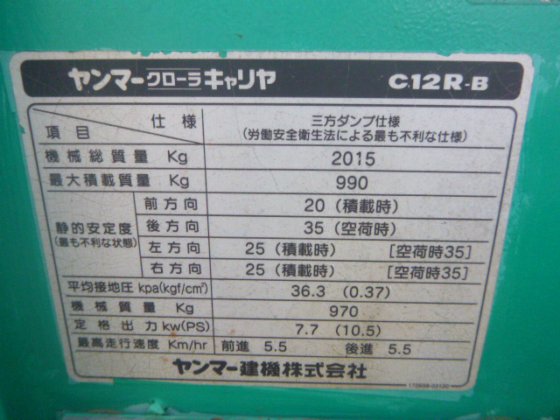 ヤンマークローラキャリヤ C12R-B
項目 仕様 三方ダンプ仕様
(労働安全衛生法による最も不利な仕様)
機械総質量 Kg 2015
最大積載質量 Kg 990
静的安定度
(最も不利な状態)
前方向 20 (積載時)
後方向 35 (空荷時)
左方向 25 (積載時) [空荷時35]
右方向 25 (積載時) [空荷時35]
平均接地圧 kpa(kgf/cm²) 36.3 (0.37)
機械質量 Kg 970
定格出力 kw(PS) 7.7 (10.5)
最高走行速度 Km/hr 前進 5.5 後進 5.5
ヤンマー建機株式会社